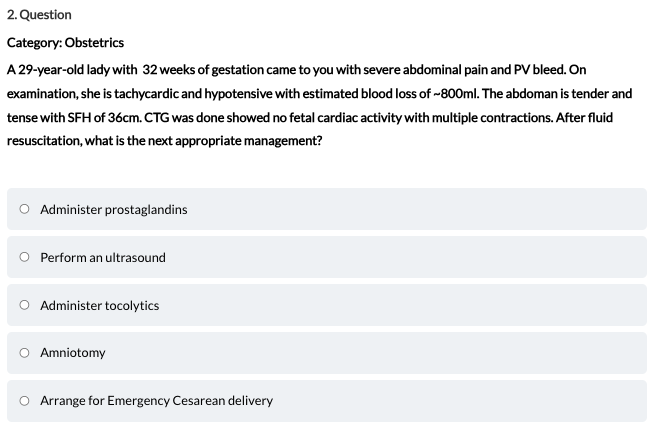 2. Question
Category: Obstetrics
A 29-year-old lady with 32 weeks of gestation came to you with severe abdominal pain and PV bleed. On
examination, she is tachycardic and hypotensive with estimated blood loss of ~800ml. The abdoman is tender and
tense with SFH of 36cm. CTG was done showed no fetal cardiac activity with multiple contractions. After fluid
resuscitation, what is the next appropriate management?
Administer prostaglandins
Perform an ultrasound
Administer tocolytics
Amniotomy
Arrange for Emergency Cesarean delivery